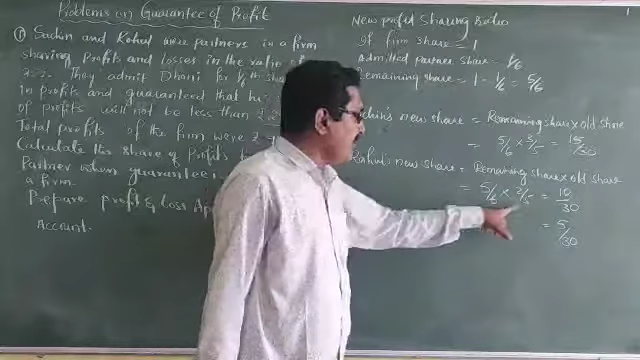 Problems on Guarantee of Profit
1) Sachin and Rahul were partners in a firm
sharing profits and losses in the ratio of
3:2. They admit Dhoni for 1/6th share
in profits and guaranteed that
of profits will not be less than
Total profits of the firm were
Calculate the share of Profits
Partner when guarantee
a firm.
Prepare profit & Loss Ap
Account.
New profit Sharing Ratio
If firm share = 1
Admitted partner share = 1/6
Remaining share = 1 - 1/6 = 5/6
new share = Remaining share x old share
= 5/6 x 3/5 = 15/30
Rahul's new share = Remaining share x old share
= 5/6 x 2/5 = 10/30
= 5/30